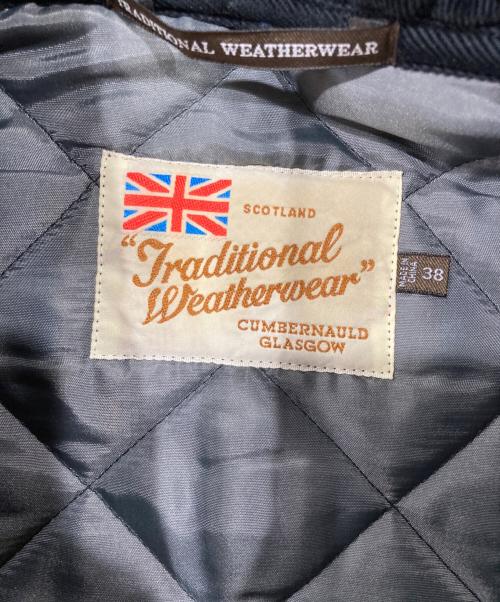 TRADITIONAL WEATHERWEAR
SCOTLAND
“Traditional
Weatherwear”
CUMBERNAULD
GLASGOW
MADE IN
CHINA
38